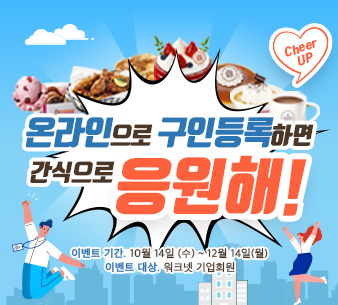 Cheer
UP
온라인으로 구인등록하면
간식으로 응원해!
이벤트 기간. 10월 14일 (수) ~ 12월 14일(월)
이벤트 대상. 워크넷 기업회원